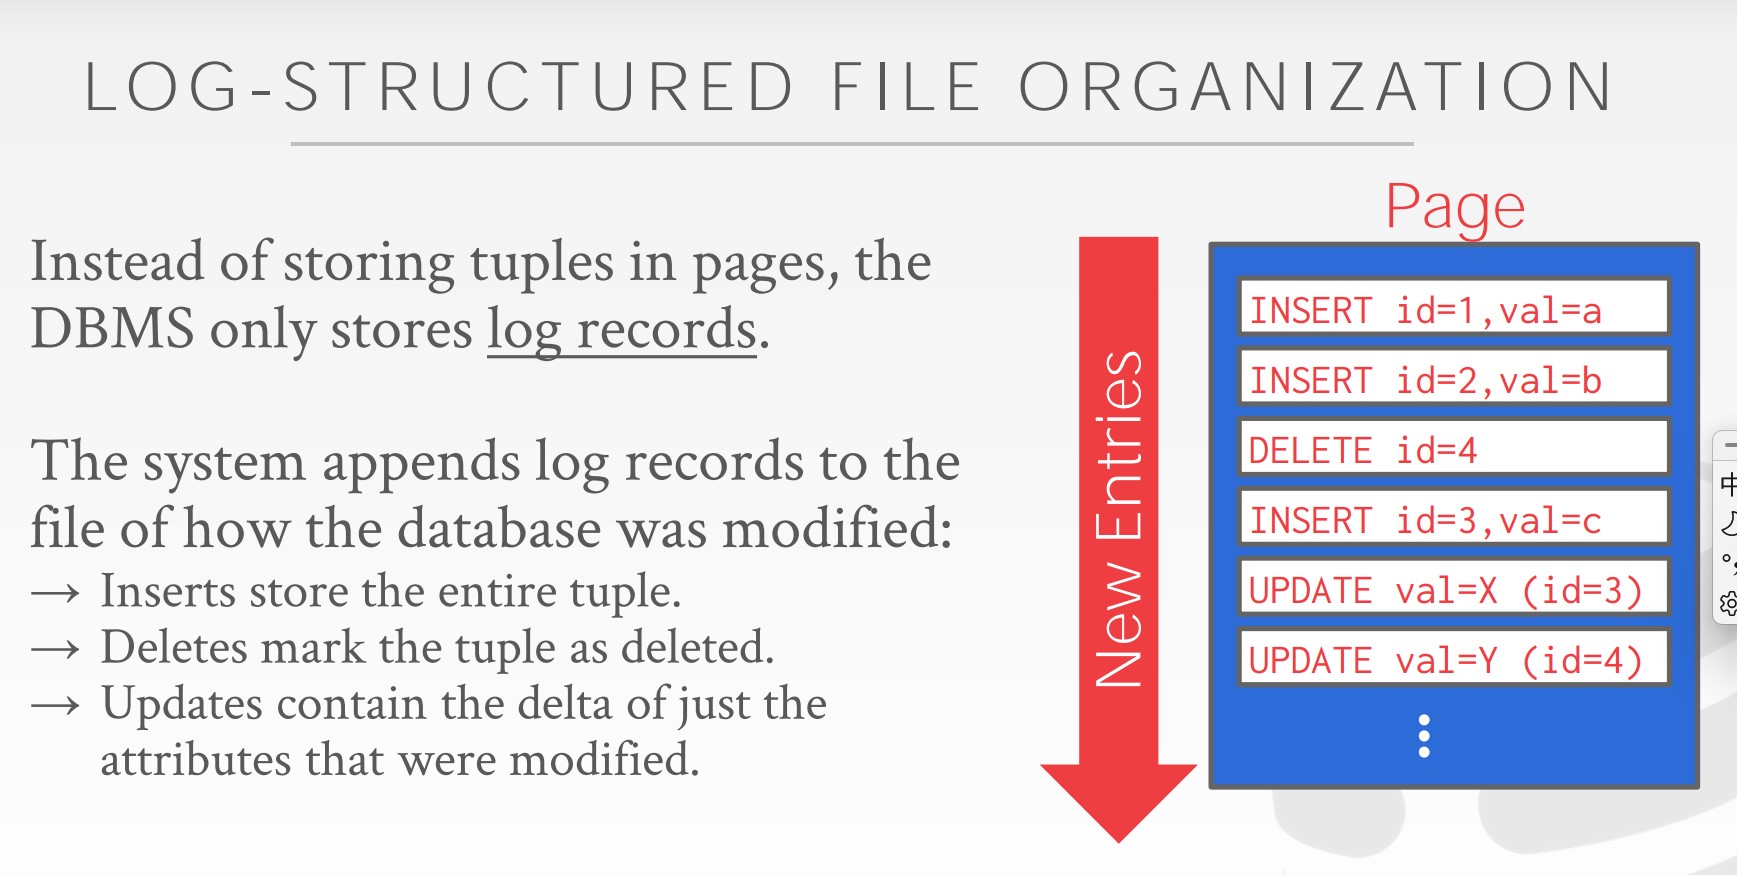 LOG-STRUCTURED FILE ORGANIZATION
Instead of storing tuples in pages, the
DBMS only stores log records.
The system appends log records to the
file of how the database was modified:
→ Inserts store the entire tuple.
→ Deletes mark the tuple as deleted.
→ Updates contain the delta of just the
attributes that were modified.
New Entries
Page
INSERT id=1,val=a
INSERT id=2,val=b
DELETE id=4
INSERT id=3,val=c
UPDATE val=X (id=3)
UPDATE val=Y (id=4)
中